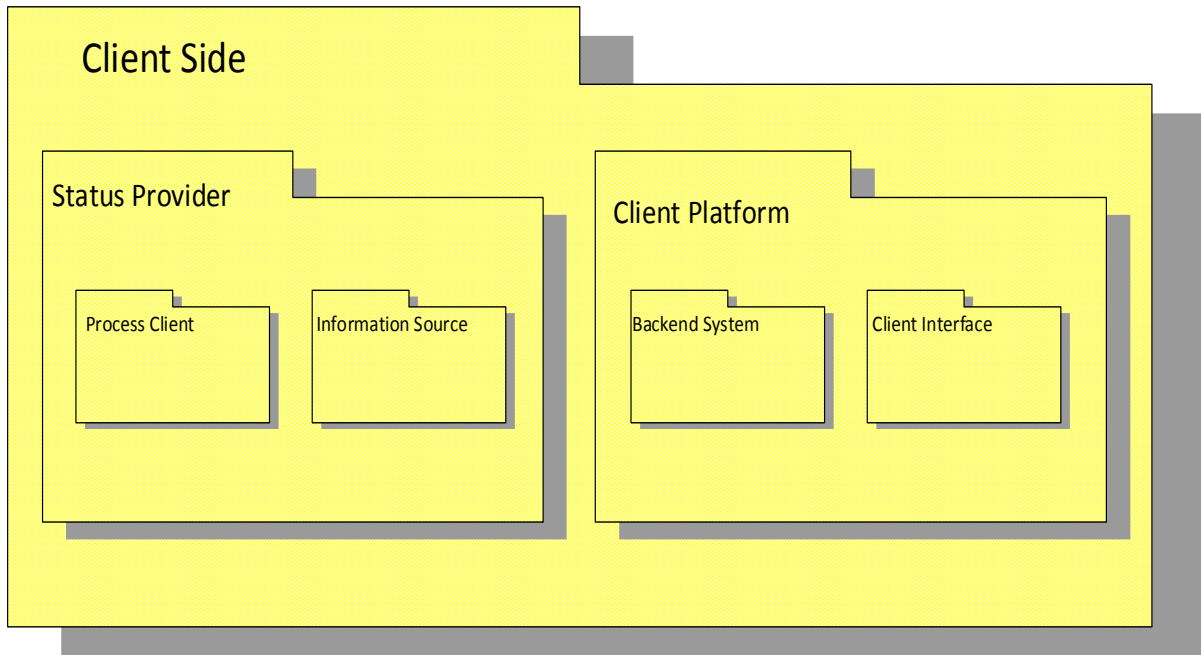 Client Side
Status Provider
Client Platform
Process Client
Information Source
Backend System
Client Interface